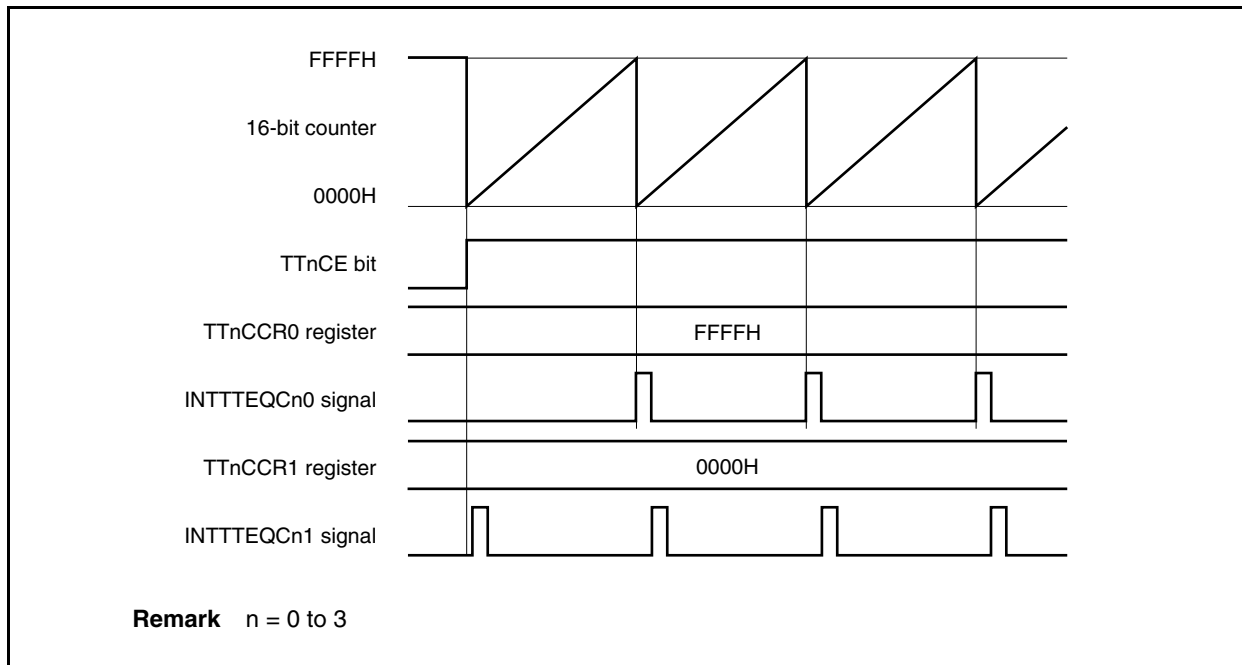 FFFFH
16-bit counter
0000H
TTnCE bit
TTnCCR0 register
FFFFH
INTTTEQCn0 signal
TTnCCR1 register
0000H
INTTTEQCn1 signal
Remark n = 0 to 3